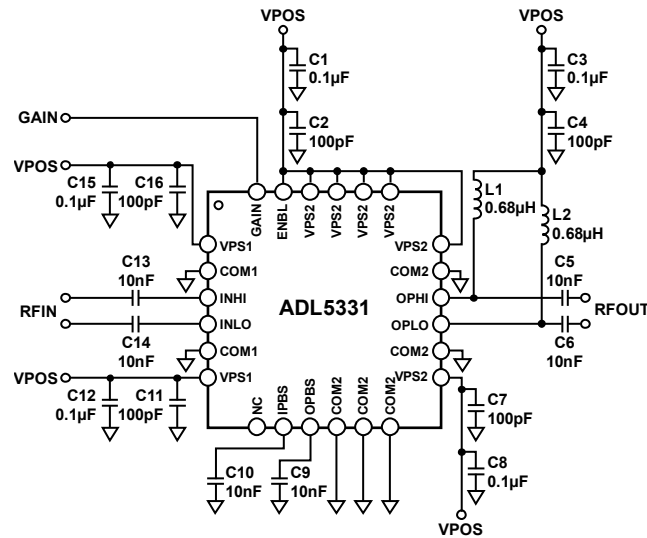 VPOS
VPOS
C1
0.1µF
C3
0.1µF
GAIN
C2
100pF
C4
100pF
VPOS
C15
0.1µF
C16
100pF
GAIN
ENBL
VPS2
VPS2
VPS2
VPS2
L1
0.68µH
L2
0.68µH
VPS1
VPS2
C13
10nF
COM1
COM2
C5
10nF
RFIN
INHI
ADL5331
OPHI
RFOUT
INLO
OPLO
C14
10nF
COM1
COM2
C6
10nF
VPOS
VPS1
VPS2
C12
0.1µF
C11
100pF
C7
100pF
NC
IPBS
OPBS
COM2
COM2
COM2
C10
10nF
C9
10nF
C8
0.1µF
VPOS